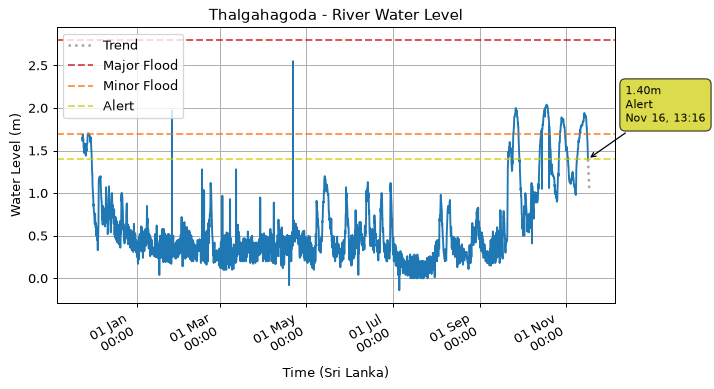 Thalgahagoda - River Water Level
Trend
Major Flood
Minor Flood
Alert
1.40m
Alert
Nov 16, 13:16
Water Level (m)
2.5
2.0
1.5
1.0
0.5
0.0
01 Jan
00:00
01 Mar
00:00
01 May
00:00
01 Jul
00:00
01 Sep
00:00
01 Nov
00:00
Time (Sri Lanka)